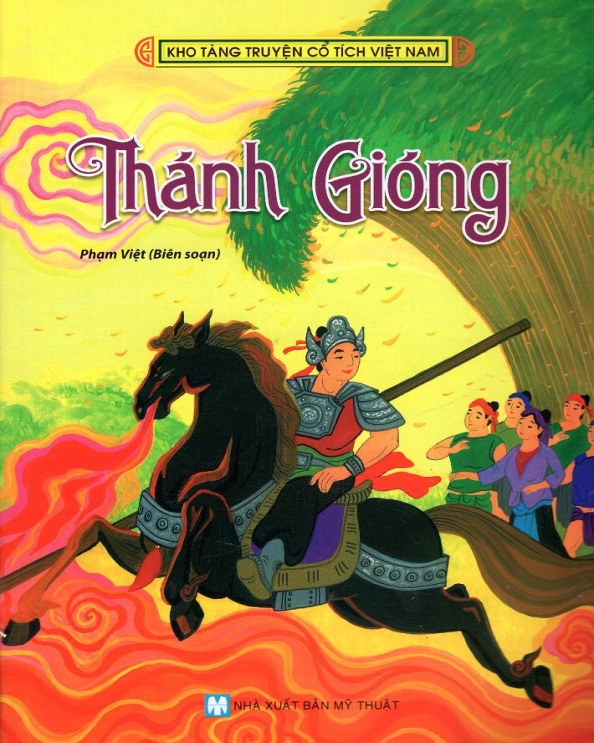 KHO TÀNG TRUYỆN CỔ TÍCH VIỆT NAM
Thánh Gióng
Phạm Việt (Biên soạn)
NHÀ XUẤT BẢN MỸ THUẬT